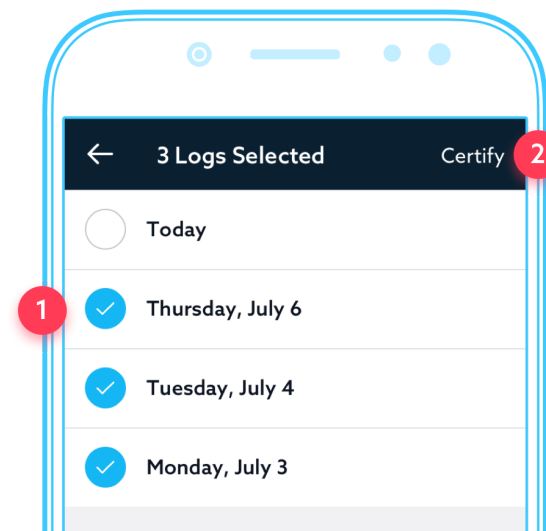 3 Logs Selected Certify 2
Today
1 Thursday, July 6
Tuesday, July 4
Monday, July 3